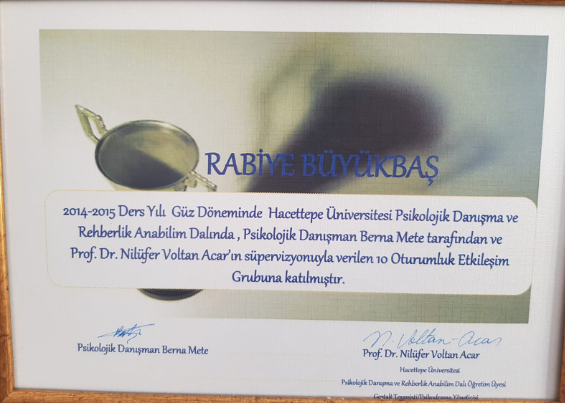 RABİYE BÜYÜKBAŞ
2014-2015 Ders Yılı Güz Döneminde Hacettepe Üniversitesi Psikolojik Danışma ve
Rehberlik Anabilim Dalında , Psikolojik Danışman Berna Mete tarafından ve
Prof. Dr. Nilüfer Voltan Acar'ın süpervizyonuyla verilen 10 Oturumluk Etkileşim
Grubuna katılmıştır.
N. Voltan-Acar
Psikolojik Danışman Berna Mete
Prof. Dr. Nilüfer Voltan Acar
Hacettepe Üniversitesi
Psikolojik Danışma ve Rehberlik Anabilim Dalı Öğretim Üyesi